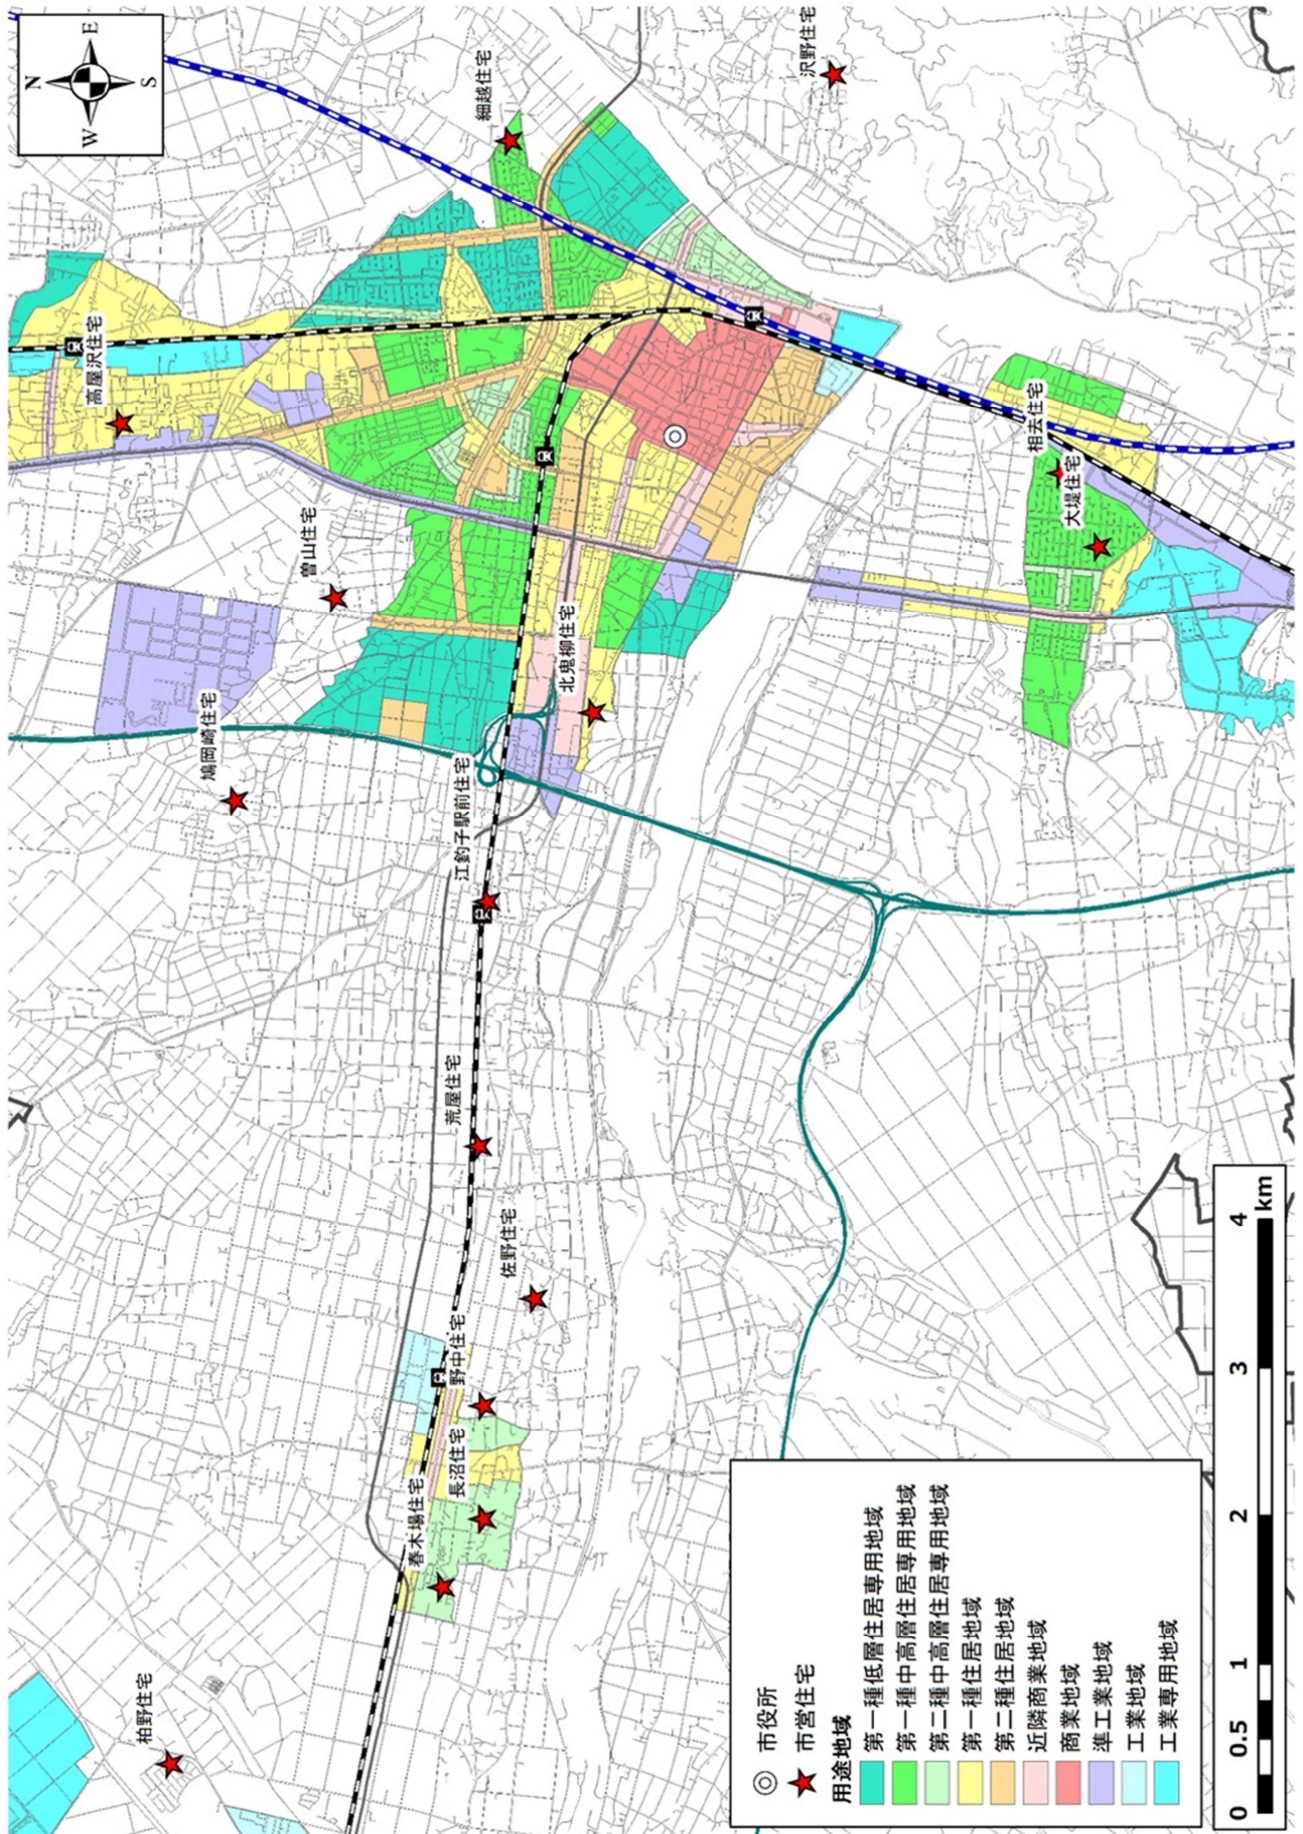 N
W
E
S
沢野住宅
細越住宅
高屋沢住宅
曽山住宅
鳩岡崎住宅
北鬼柳住宅
相去住宅
大堤住宅
江釣子駅前住宅
荒屋住宅
佐野住宅
野中住宅
長沼住宅
春木場住宅
柏野住宅
市役所
市営住宅
用途地域
第一種低層住居専用地域
第一種中高層住居専用地域
第二種中高層住居専用地域
第一種住居地域
第二種住居地域
近隣商業地域
商業地域
準工業地域
工業地域
工業専用地域
0 0.5 1 2 3 4
km